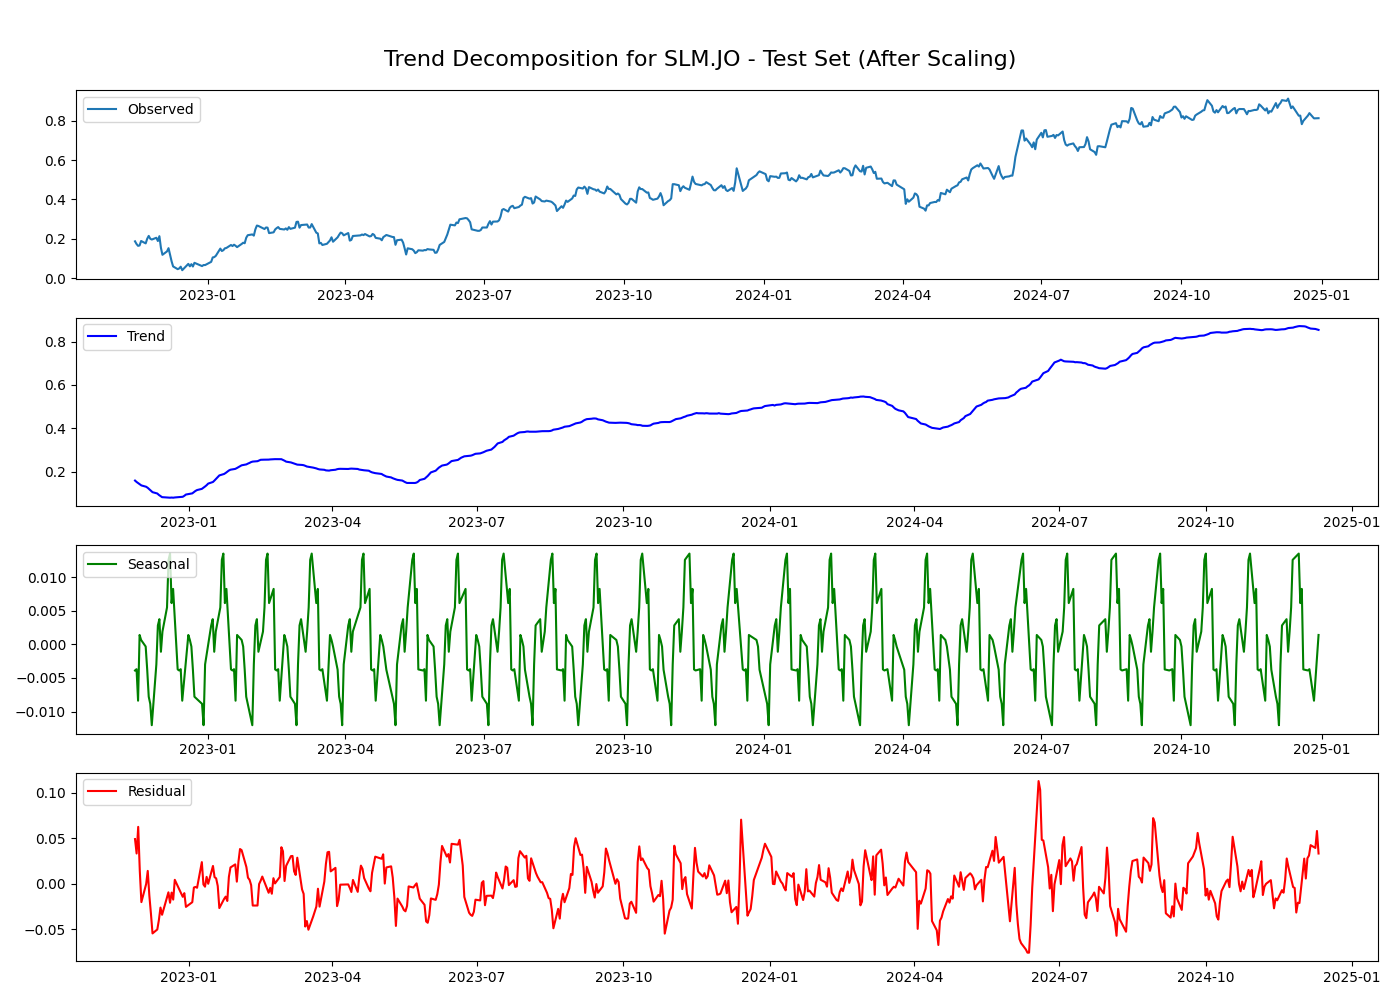 Trend Decomposition for SLM.JO - Test Set (After Scaling)
Observed
0.8
0.6
0.4
0.2
0.0
2023-01 2023-04 2023-07 2023-10 2024-01 2024-04 2024-07 2024-10 2025-01
Trend
0.8
0.6
0.4
0.2
2023-01 2023-04 2023-07 2023-10 2024-01 2024-04 2024-07 2024-10 2025-01
Seasonal
0.010
0.005
0.000
−0.005
−0.010
2023-01 2023-04 2023-07 2023-10 2024-01 2024-04 2024-07 2024-10 2025-01
Residual
0.10
0.05
0.00
−0.05
2023-01 2023-04 2023-07 2023-10 2024-01 2024-04 2024-07 2024-10 2025-01